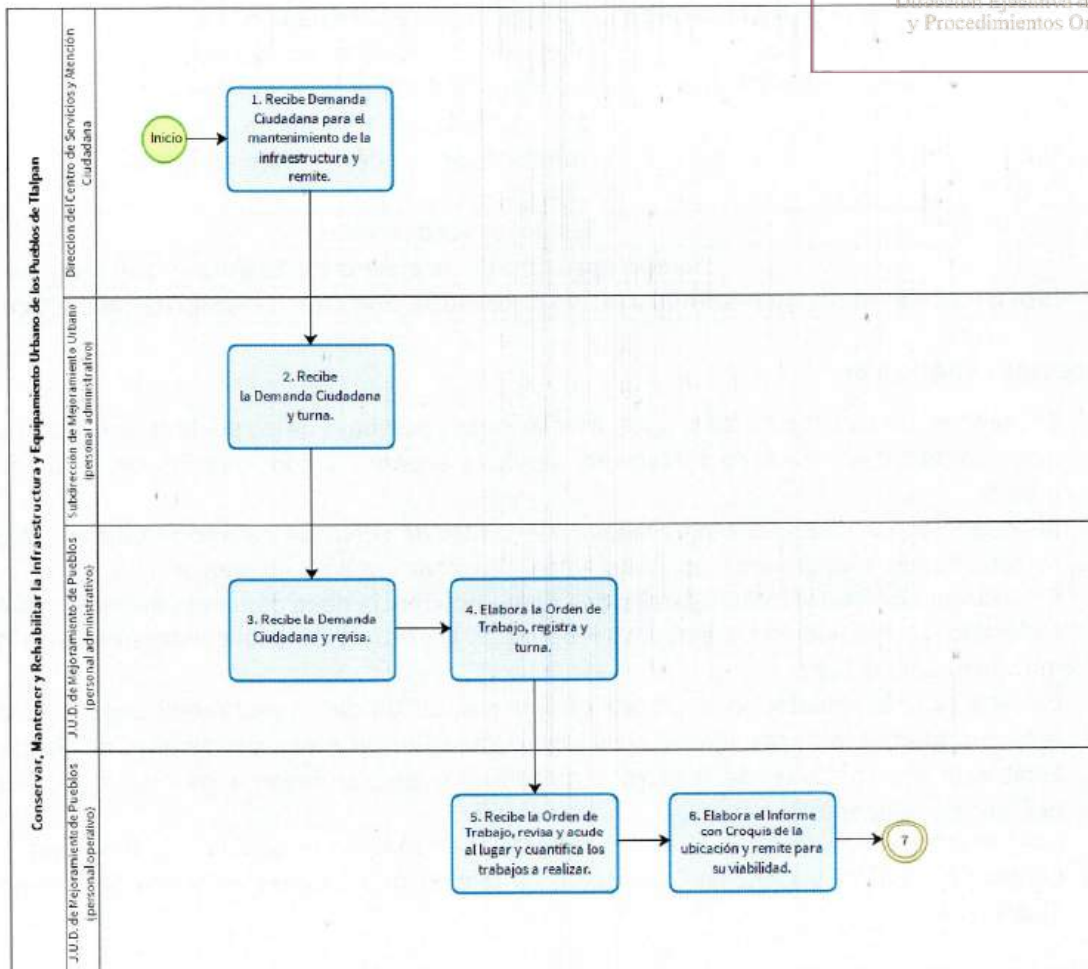 y Procedimientos
Conservar, Mantener y Rehabilitar la Infraestructura y Equipamiento Urbano de los Pueblos de Tlalpan
Dirección del Centro de Servicios y Atención
Ciudadana
Inicio
1. Recibe Demanda
Ciudadana para el
mantenimiento de la
infraestructura y
remite.
Subdirección de Mejoramiento Urbano
(personal administrativo)
2. Recibe
la Demanda Ciudadana
y turna.
J.U.D. de Mejoramiento de Pueblos
(personal administrativo)
3. Recibe la Demanda
Ciudadana y revisa.
4. Elabora la Orden de
Trabajo, registra y
turna.
J.U.D. de Mejoramiento de Pueblos
(personal operativo)
5. Recibe la Orden de
Trabajo, revisa y acude
al lugar y cuantifica los
trabajos a realizar.
6. Elabora el Informe
con Croquis de la
ubicación y remite para
su viabilidad.
7